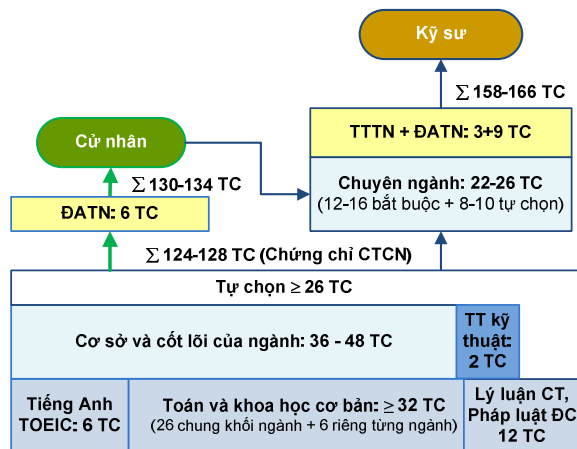 Kỹ sư
∑ 158-166 TC
TTTN + ĐATN: 3+9 TC
Cử nhân
Chuyên ngành: 22-26 TC
(12-16 bắt buộc + 8-10 tự chọn)
∑ 130-134 TC
ĐATN: 6 TC
∑ 124-128 TC (Chứng chỉ CTCN)
Tự chọn ≥ 26 TC
Cơ sở và cốt lõi của ngành: 36 - 48 TC
TT kỹ
thuật:
2 TC
Tiếng Anh
TOEIC: 6 TC
Toán và khoa học cơ bản: ≥ 32 TC
(26 chung khối ngành + 6 riêng từng ngành)
Lý luận CT,
Pháp luật ĐC
12 TC